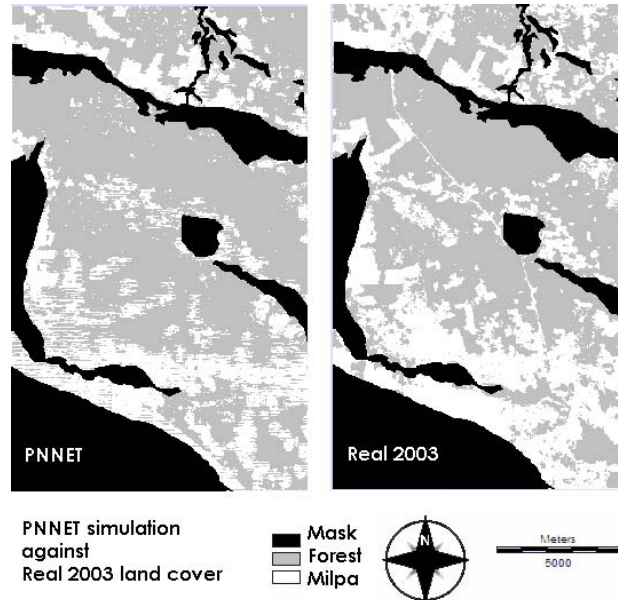 PNNET
Real 2003
PNNET simulation
against
Real 2003 land cover
Mask
Forest
Milpa
N
Meters
5000